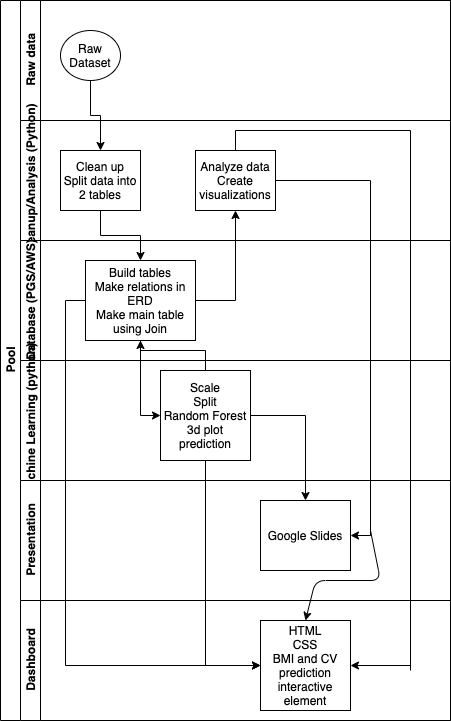 Pool
Raw data
Raw
Dataset
eanup/Analysis (Python)
Clean up
Split data into
2 tables
Analyze data
Create
visualizations
Database (PGS/AWS)
Build tables
Make relations in
ERD
Make main table
using Join
chine Learning (python)
Scale
Split
Random Forest
3d plot
prediction
Presentation
Google Slides
Dashboard
HTML
CSS
BMI and CV
prediction
interactive
element